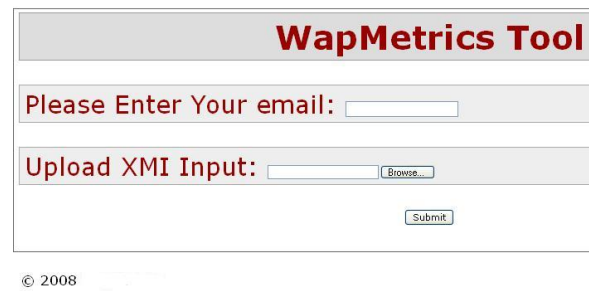 WapMetrics Tool
Please Enter Your email:
Upload XMI Input: Browse...
Submit
© 2008